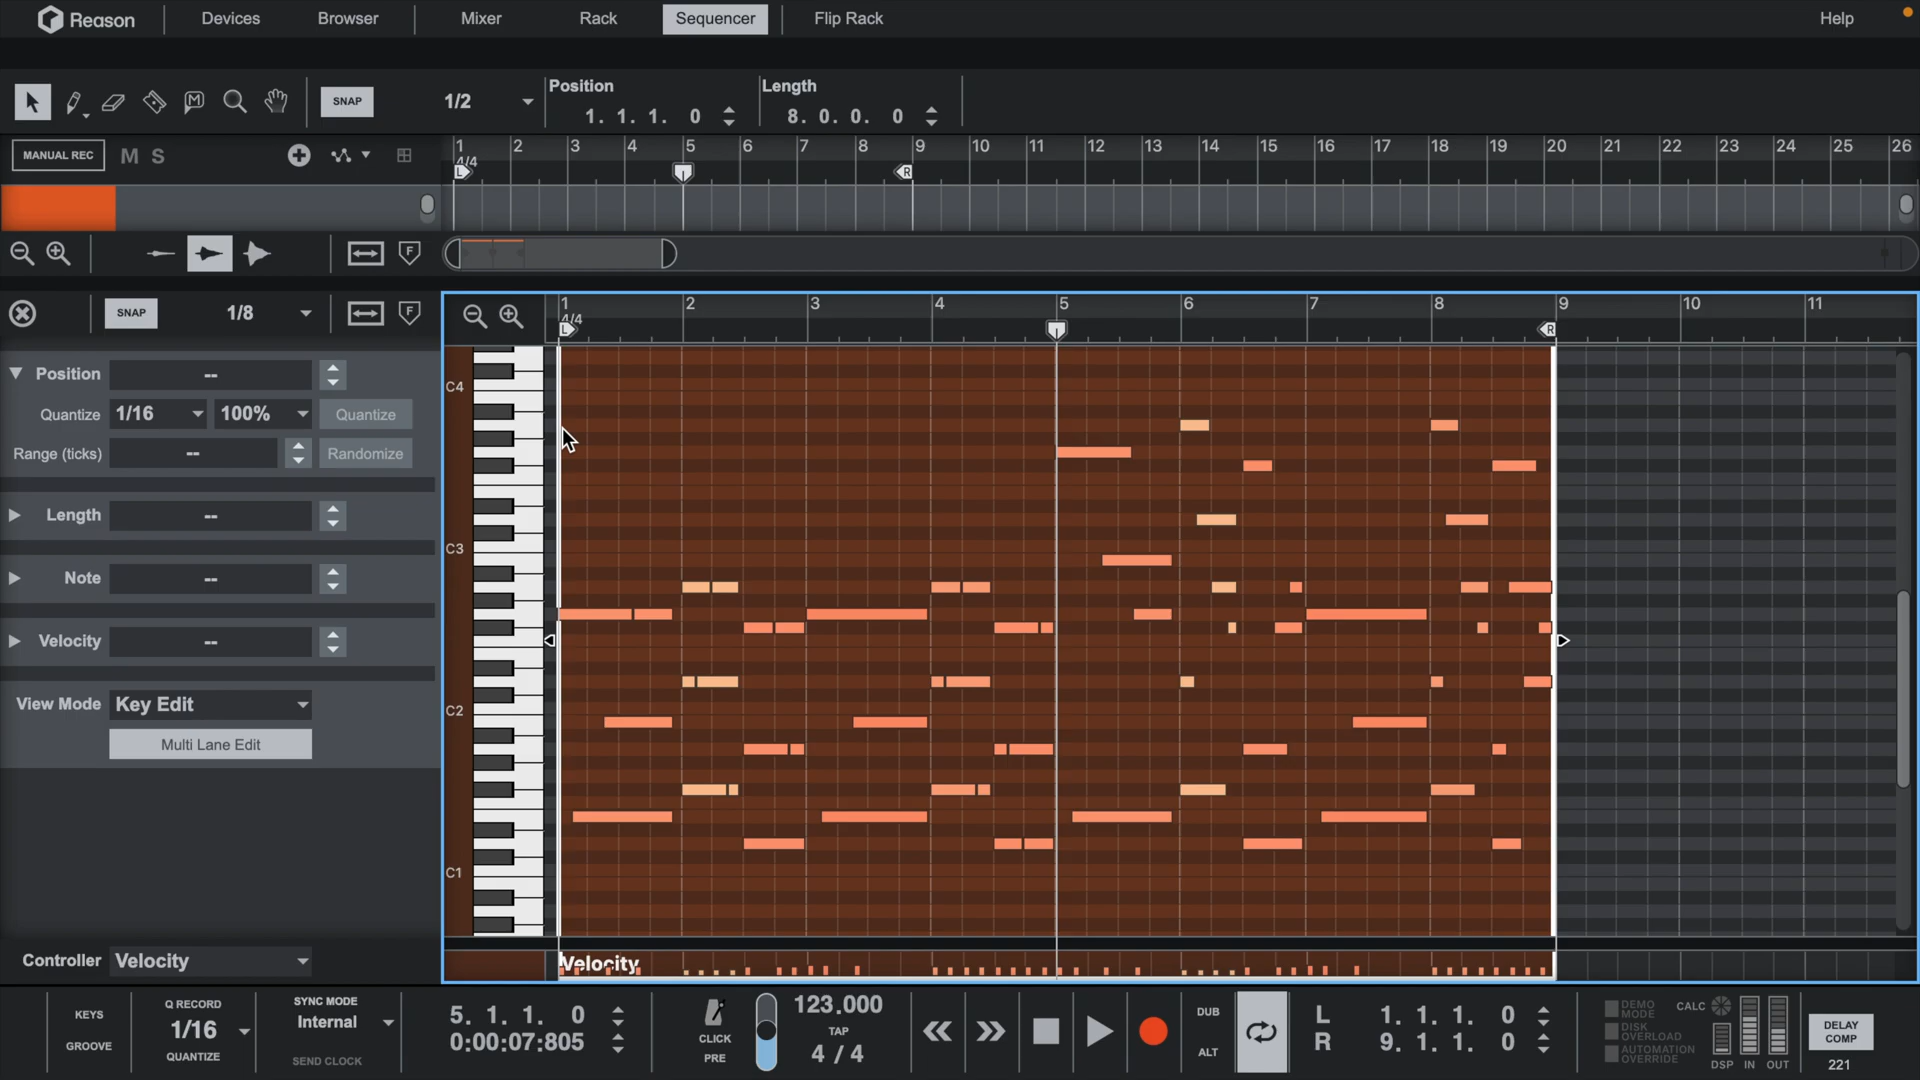 Reason Devices Browser Mixer Rack Sequencer Flip Rack Help
SNAP 1/2 Position 1. 1. 1. 0 Length 8. 0. 0. 0
MANUAL REC M S 1 2 3 4 5 6 7 8 9 10 11 12 13 14 15 16 17 18 19 20 21 22 23 24 25 26
4/4
L R
F
SNAP 1/8 F 1 2 3 4 5 6 7 8 9 10 11
4/4
L R
Position --
Quantize 1/16 100% Quantize
Range (ticks) -- Randomize
Length --
Note --
Velocity --
View Mode Key Edit
Multi Lane Edit
C4
C3
C2
C1
Controller Velocity
Velocity
KEYS
GROOVE
Q RECORD
1/16
QUANTIZE
SYNC MODE
Internal
SEND CLOCK
5. 1. 1. 0
0:00:07:805
CLICK
PRE
123.000
TAP
4 / 4
DUB
ALT
L 1. 1. 1. 0
R 9. 1. 1. 0
DEMO MODE
DISK OVERLOAD
AUTOMATION OVERRIDE
CALC
DSP IN OUT
DELAY
COMP
221